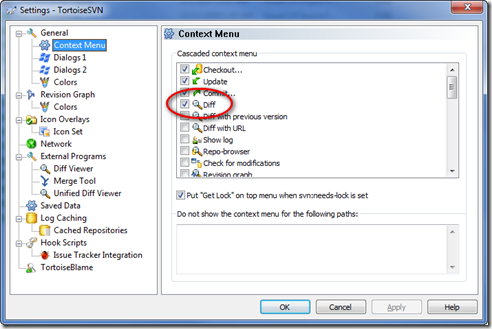 Settings - TortoiseSVN
General
Context Menu
Dialogs 1
Dialogs 2
Colors
Revision Graph
Colors
Icon Overlays
Icon Set
Network
External Programs
Diff Viewer
Merge Tool
Unified Diff Viewer
Saved Data
Log Caching
Cached Repositories
Hook Scripts
Issue Tracker Integration
TortoiseBlame
Context Menu
Cascaded context menu
Checkout...
Update
Commit...
Diff
Diff with previous version
Diff with URL
Show log
Repo-browser
Check for modifications
Revision graph
Put "Get Lock" on top menu when svn:needs-lock is set
Do not show the context menu for the following paths:
OK
Cancel
Apply
Help